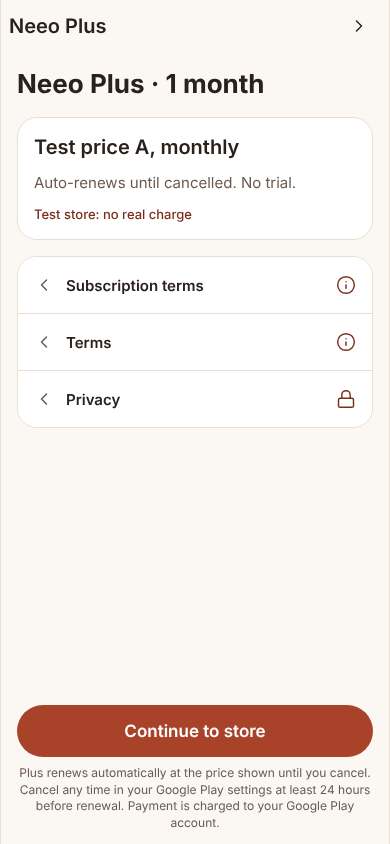 Neeo Plus
Neeo Plus · 1 month
Test price A, monthly
Auto-renews until cancelled. No trial.
Test store: no real charge
Subscription terms
Terms
Privacy
Continue to store
Plus renews automatically at the price shown until you cancel.
Cancel any time in your Google Play settings at least 24 hours
before renewal. Payment is charged to your Google Play
account.